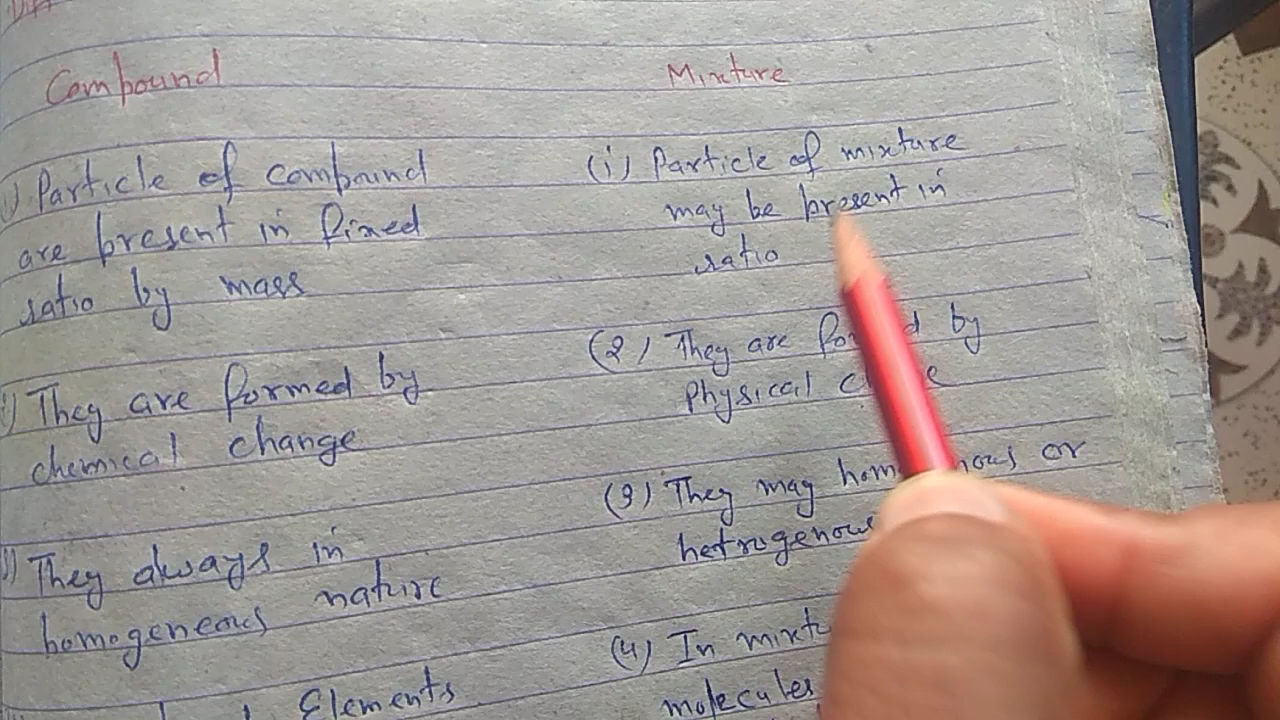 Compound
Mixture
Particle of compound
are present in fixed
ratio by mass
They are formed by
chemical change
They always in
homogeneous nature
Elements
(i) Particle of mixture
may be present in
ratio
(2) They are by
Physical
(3) They may or
hetrogenous
(4) In
molecules